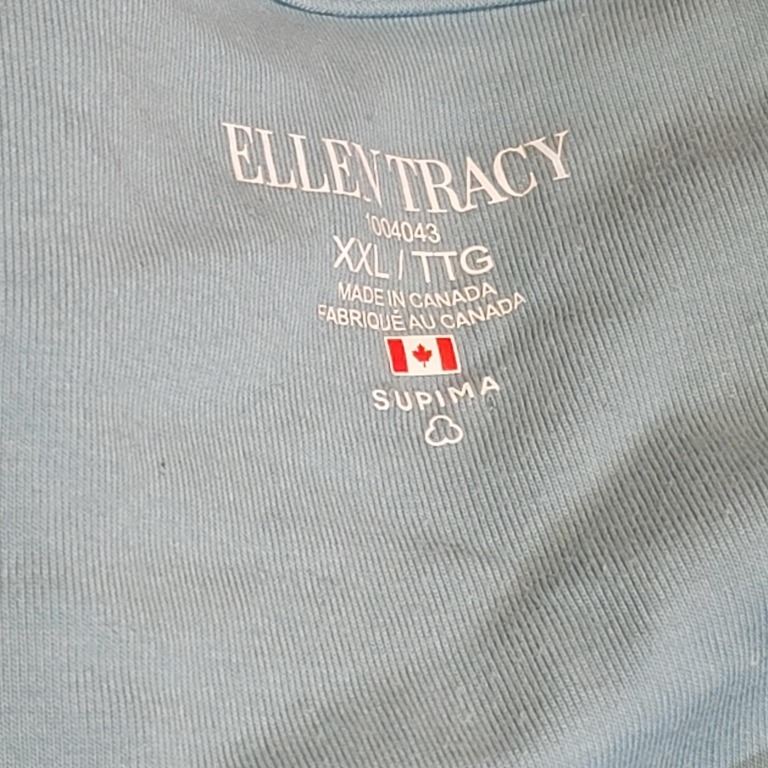 ELLEN TRACY
1004043
XXL / TTG
MADE IN CANADA
FABRIQUÉ AU CANADA
SUPIMA